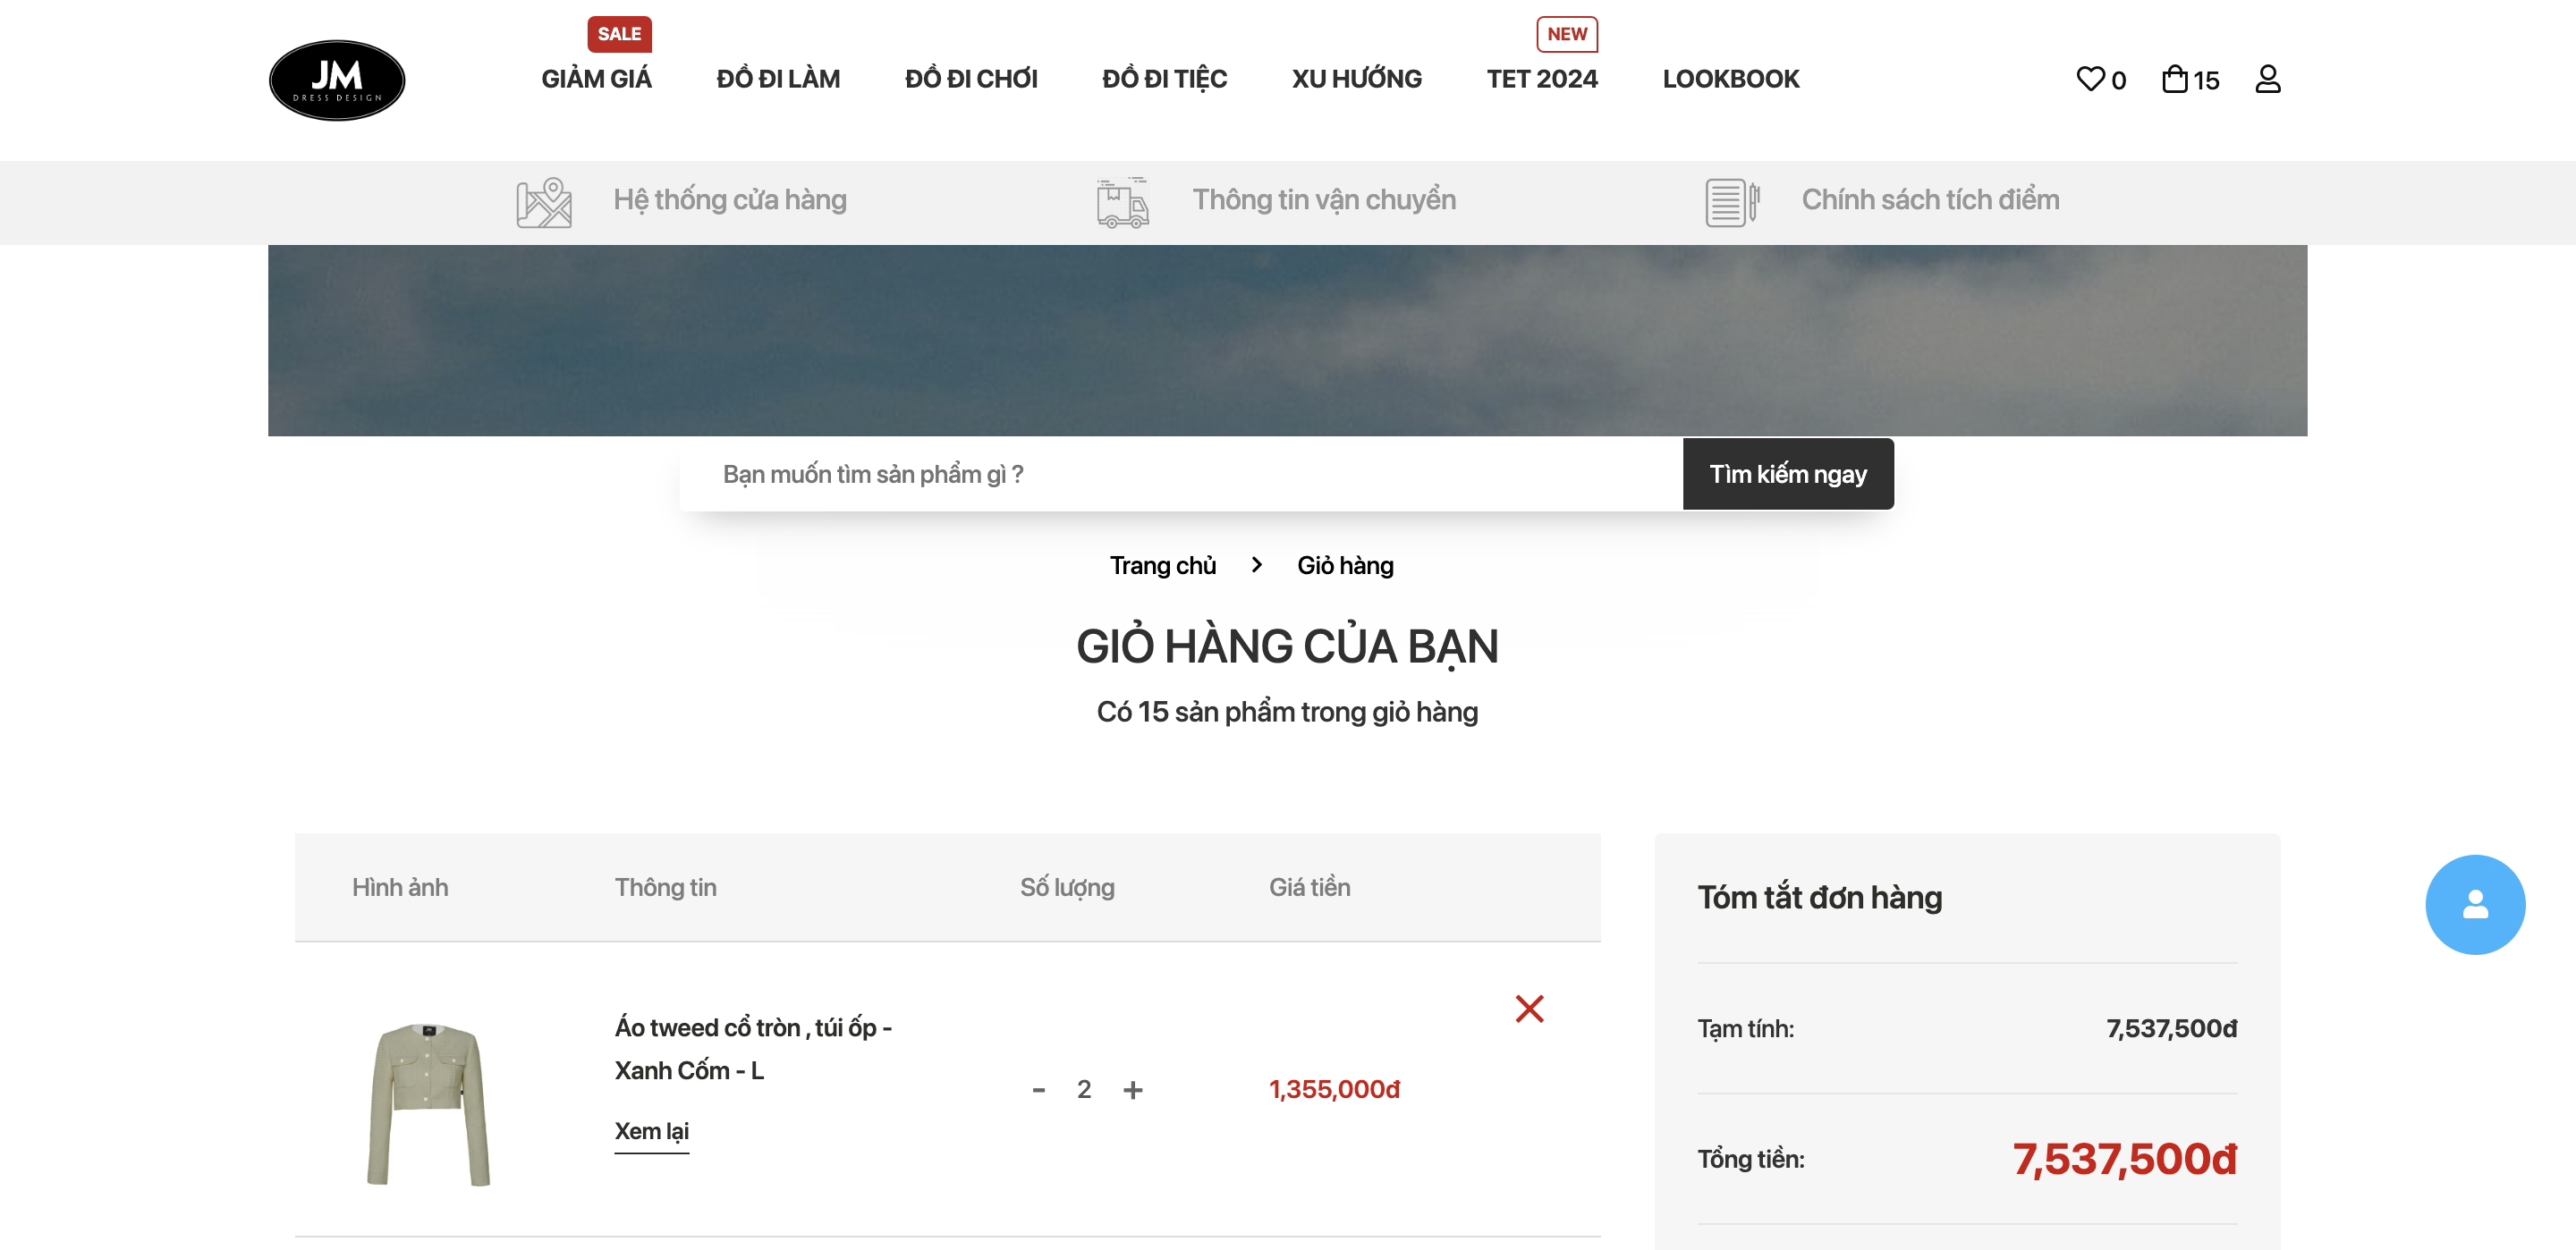 SALE
NEW
JM
DRESS DESIGN
GIẢM GIÁ ĐỒ ĐI LÀM ĐỒ ĐI CHƠI ĐỒ ĐI TIỆC XU HƯỚNG TET 2024 LOOKBOOK 0 15
Hệ thống cửa hàng Thông tin vận chuyển Chính sách tích điểm
Bạn muốn tìm sản phẩm gì ? Tìm kiếm ngay
Trang chủ > Giỏ hàng
GIỎ HÀNG CỦA BẠN
Có 15 sản phẩm trong giỏ hàng
Hình ảnh Thông tin Số lượng Giá tiền
Áo tweed cổ tròn , túi ốp -
Xanh Cốm - L
- 2 + 1,355,000đ
Xem lại
Tóm tắt đơn hàng
Tạm tính: 7,537,500đ
Tổng tiền: 7,537,500đ